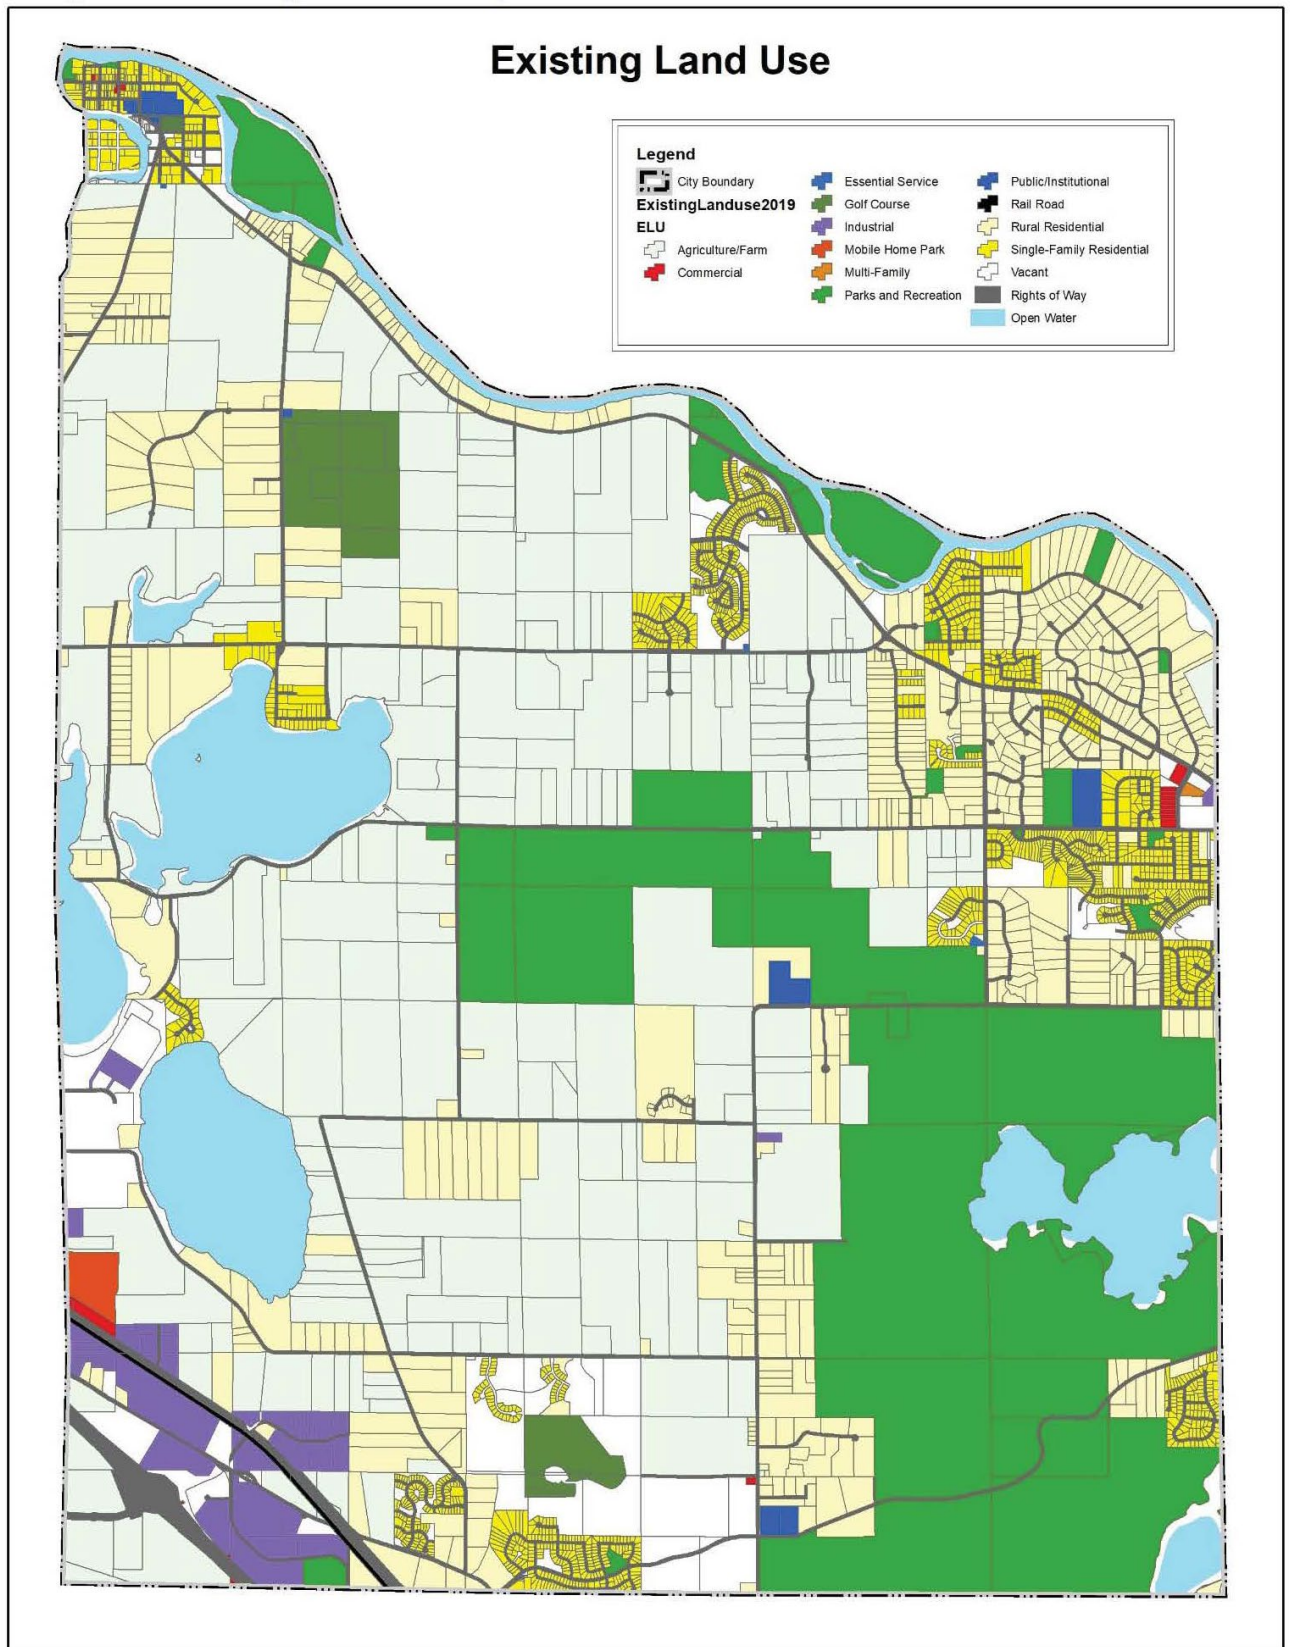 Existing Land Use
Legend
City Boundary
ExistingLanduse2019
ELU
Agriculture/Farm
Commercial
Essential Service
Golf Course
Industrial
Mobile Home Park
Multi-Family
Parks and Recreation
Public/Institutional
Rail Road
Rural Residential
Single-Family Residential
Vacant
Rights of Way
Open Water